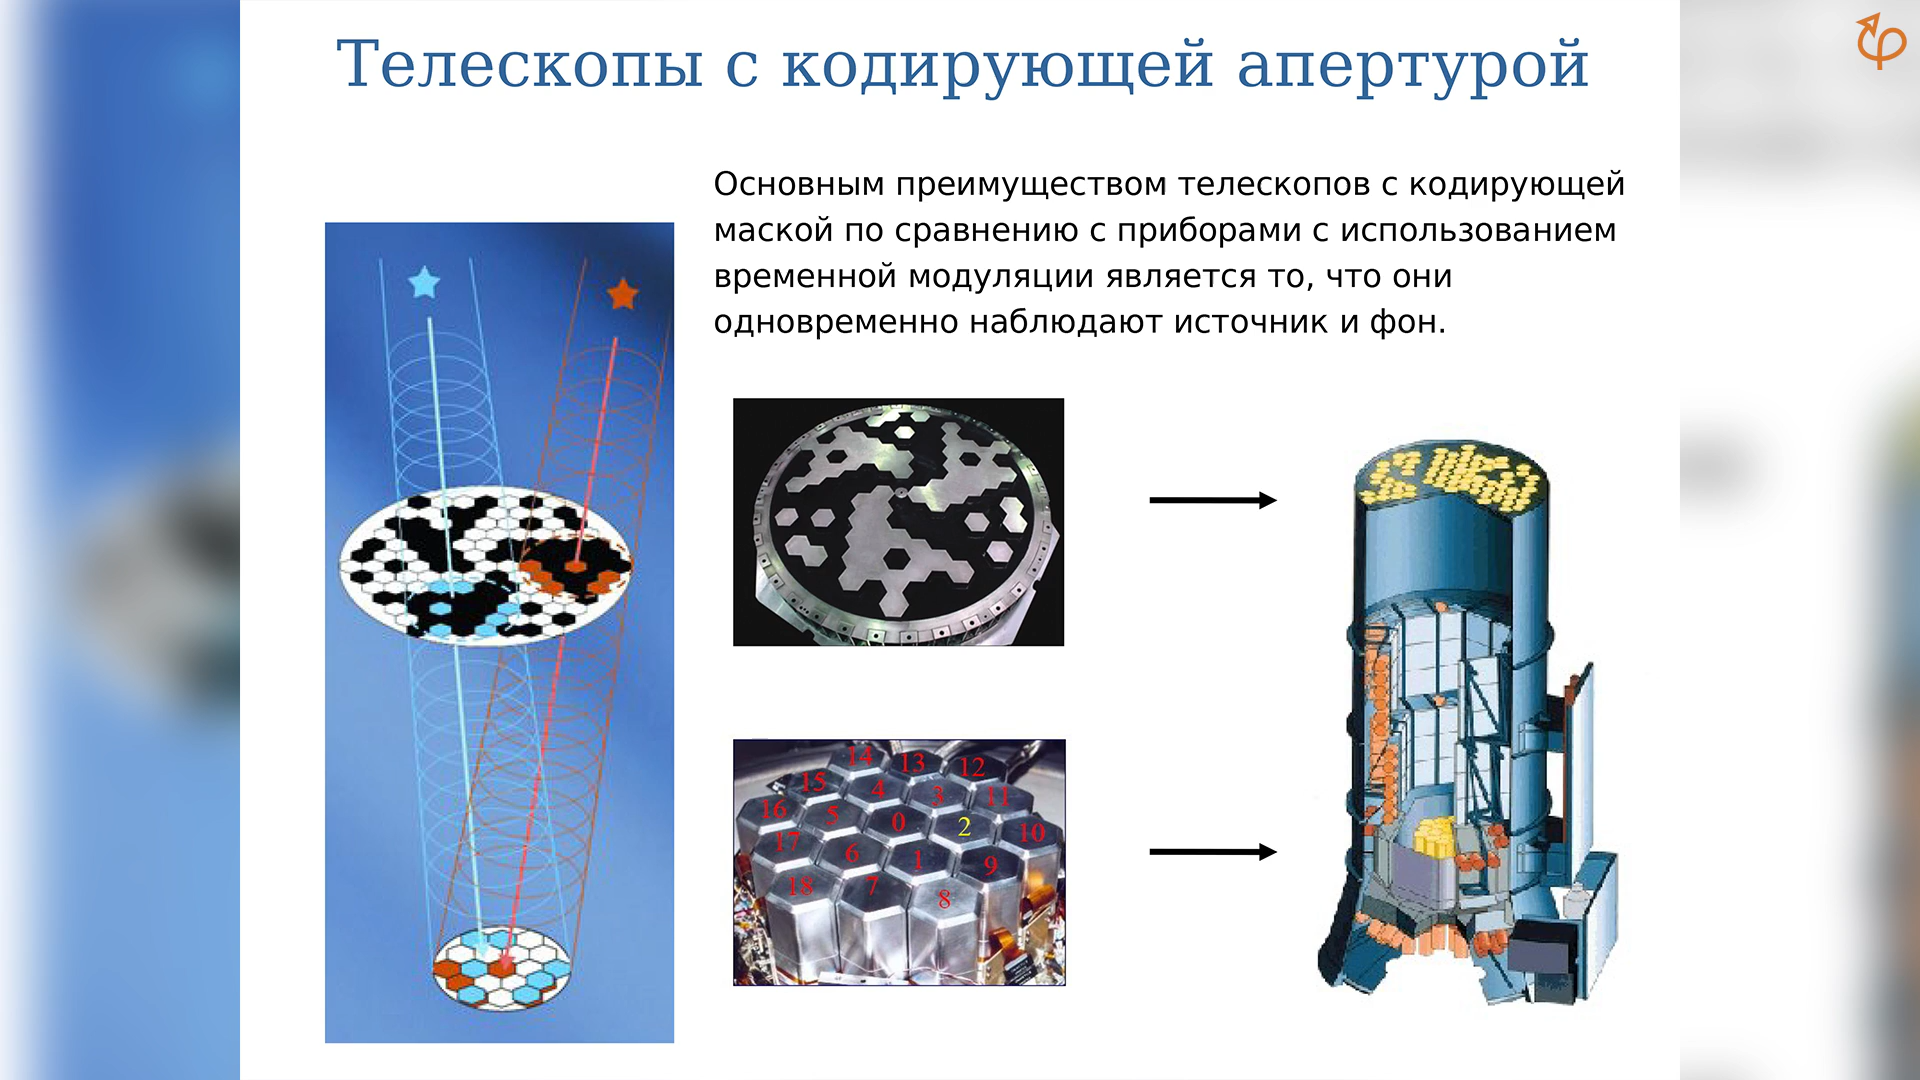 Телескопы с кодирующей апертурой
Основным преимуществом телескопов с кодирующей
маской по сравнению с приборами с использованием
временной модуляции является то, что они
одновременно наблюдают источник и фон.
14 13 12
15 4 3 11
16 5 0 2 10
17 6 1 9
18 7 8